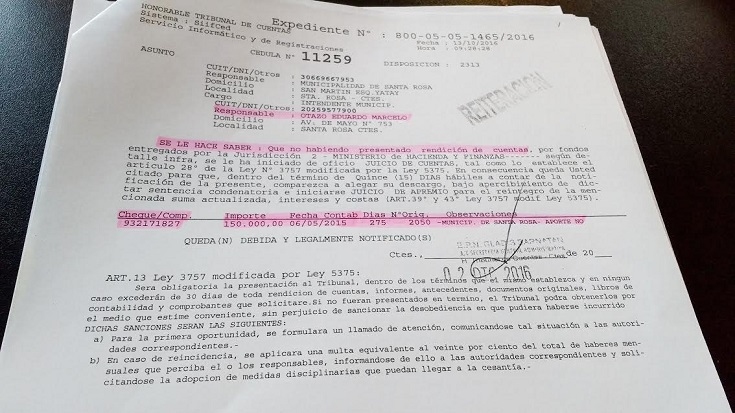 HONORABLE TRIBUNAL DE CUENTAS
Sistema : Siifced
Servicio Informático y de Registraciones
Expediente N° : 800-05-05-1465/2016
Fecha : 13/10/2016
Hora : 09:28:28
CEDULA N° 11259
ASUNTO
DISPOSICION : 2311
CUIT/DNI/Otros : 30669667953
Responsable : MUNICIPALIDAD DE SANTA ROSA
Domicilio : SAN MARTIN ESQ.YATAY
Localidad : STA. ROSA - CTES.
Cargo : INTENDENTE MUNICIP.
CUIT/DNI/Otros: 20259577900
Responsable : OTAZO EDUARDO MARCELO
Domicilio : AV. DE MAYO N° 753
Localidad : SANTA ROSA CTES.
REITERACION
SE LE HACE SABER : Que no habiendo presentado rendición de cuentas, por fondos
entregados por la Jurisdicción 2 - MINISTERIO DE HACIENDA Y FINANZAS------- según de-
talle infra, se le ha iniciado de oficio JUICIO DE CUENTAS, tal como lo establece el
artículo 28° de la Ley N° 3757 modificada por la Ley 5375. En consecuencia queda Usted
citado para que, dentro del término de Quince (15) DIAS hábiles a contar de la noti-
ficación de la presente, comparezca a alegar su descargo, bajo apercibimiento de dic-
tar sentencia condenatoria e iniciarse JUICIO DE APREMIO para el reintegro de la men-
cionada suma actualizada, intereses y costas (ART.39° y 43° Ley 3757 modif Ley 5375).
Cheque/Comp. Importe Fecha Contab Dias N°Orig. Observaciones
932171827 150.000,00 06/05/2015 275 2050 -MUNICIP. DE SANTA ROSA- APORTE NO
QUEDA(N) DEBIDA Y LEGALMENTE NOTIFICADO(S)
Ctes., de 20
02 DIC 2016
ART.13 Ley 3757 modificada por Ley 5375:
Sera obligatoria la presentación al Tribunal, dentro de los términos que el mismo establezca y en ningun
caso excederán de 30 dias de toda rendición de cuentas, informes, antecedentes, documentos originales, libros de
contabilidad y comprobantes que solicitare.Si no fueran presentados en termino, el Tribunal podra obtenerlos por
el medio que estime conveniente, sin perjuicio de sancionar la desobediencia en que pudiera haberse incurrido
DICHAS SANCIONES SERAN LAS SIGUIENTES:
a) Para la primera oportunidad, se formulara un llamado de atención, comunicandose tal situación a las autori-
dades correspondientes.-
b) En caso de reincidencia, se aplicara una multa equivalente al veinte por ciento del total de haberes men-
suales que perciba el o los responsables, informandose de ello a las autoridades correspondientes y soli-
citandose la adopcion de medidas disciplinarias que puedan llegar a la cesantía.-